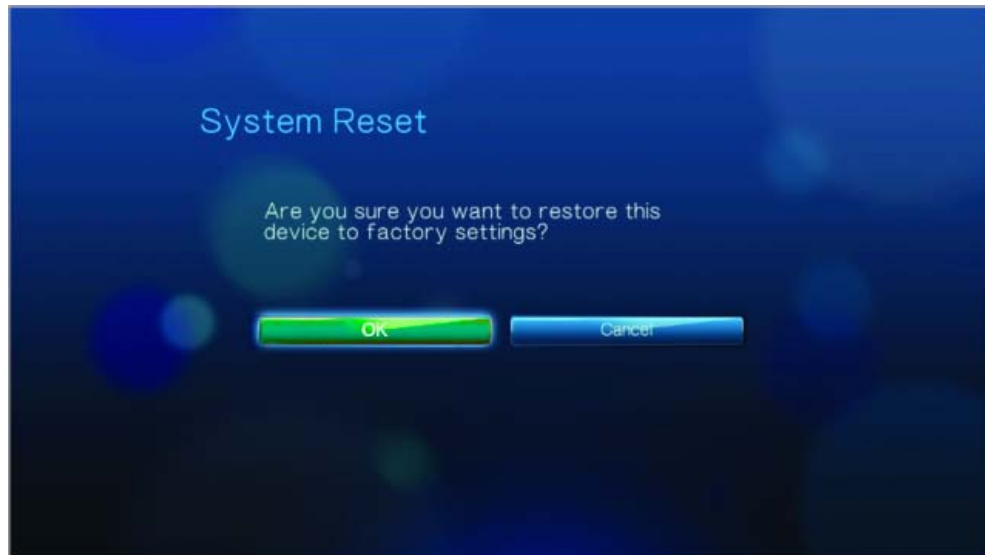 System Reset
Are you sure you want to restore this
device to factory settings?
OK
Cancel